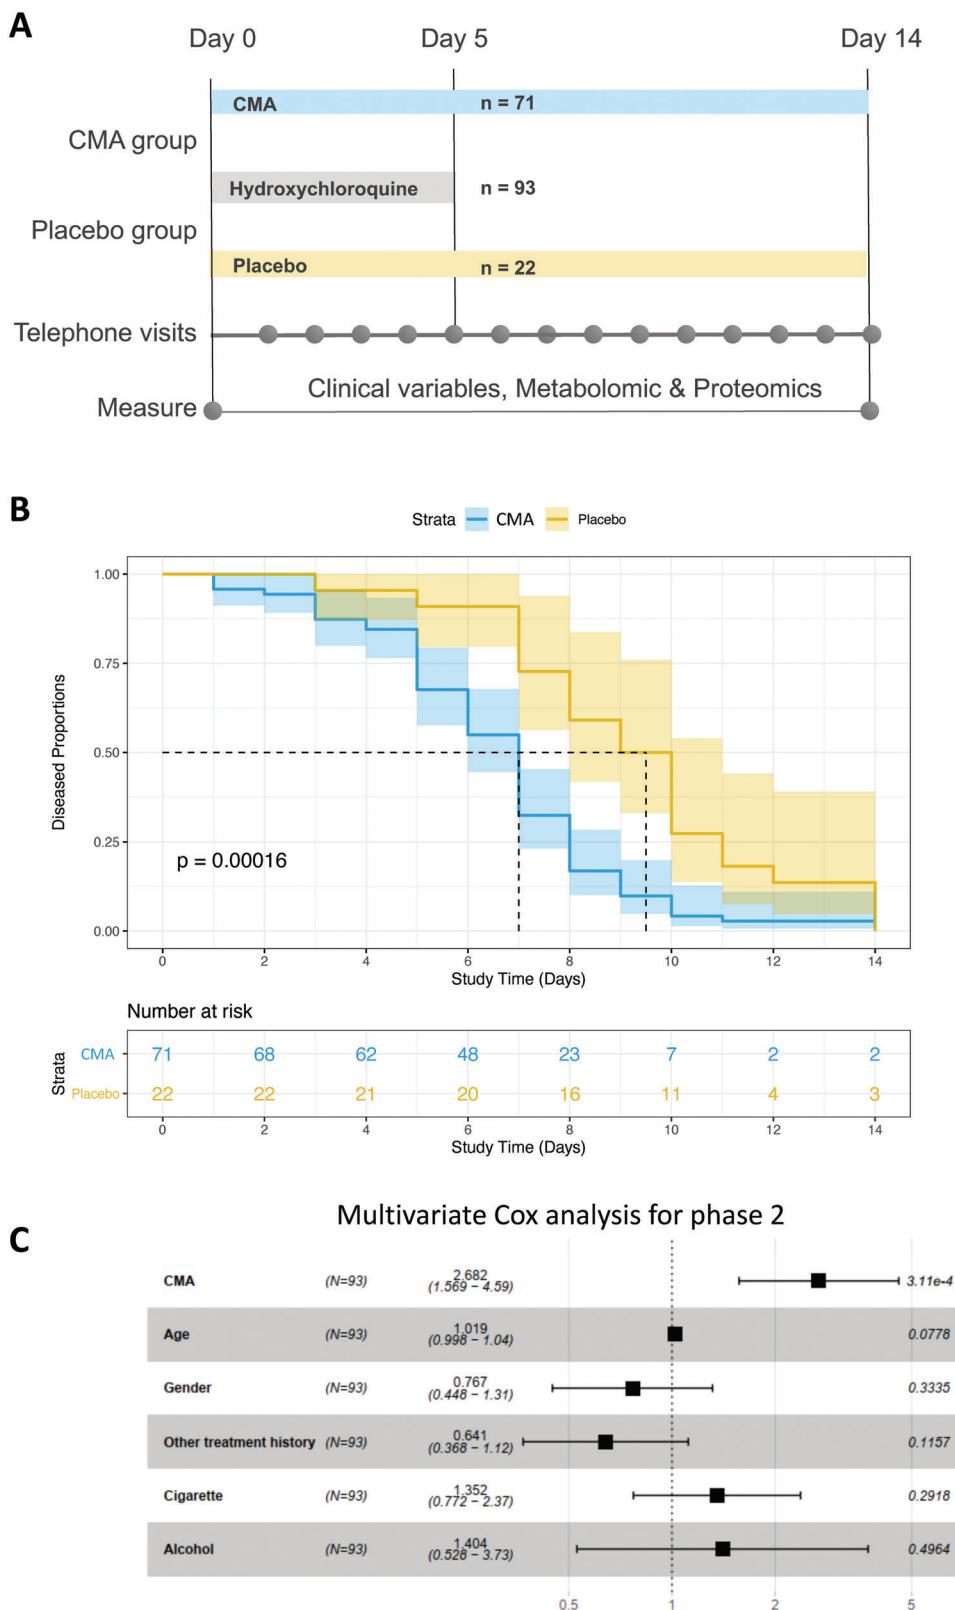 A
Day 0 Day 5 Day 14
CMA n = 71
CMA group
Hydroxychloroquine n = 93
Placebo group
Placebo n = 22
Telephone visits
Clinical variables, Metabolomic & Proteomics
Measure
B
Strata CMA Placebo
1.00
0.75
0.50
0.25
0.00
Diseased Proportions
p = 0.00016
0 2 4 6 8 10 12 14
Study Time (Days)
Number at risk
Strata
CMA 71 68 62 48 23 7 2 2
Placebo 22 22 21 20 16 11 4 3
0 2 4 6 8 10 12 14
Study Time (Days)
C
Multivariate Cox analysis for phase 2
CMA (N=93) 2.682 (1.569 – 4.59) 3.11e-4
Age (N=93) 1.019 (0.998 – 1.04) 0.0778
Gender (N=93) 0.767 (0.448 – 1.31) 0.3335
Other treatment history (N=93) 0.641 (0.368 – 1.12) 0.1157
Cigarette (N=93) 1.352 (0.772 – 2.37) 0.2918
Alcohol (N=93) 1.404 (0.528 – 3.73) 0.4964
0.5 1 2 5